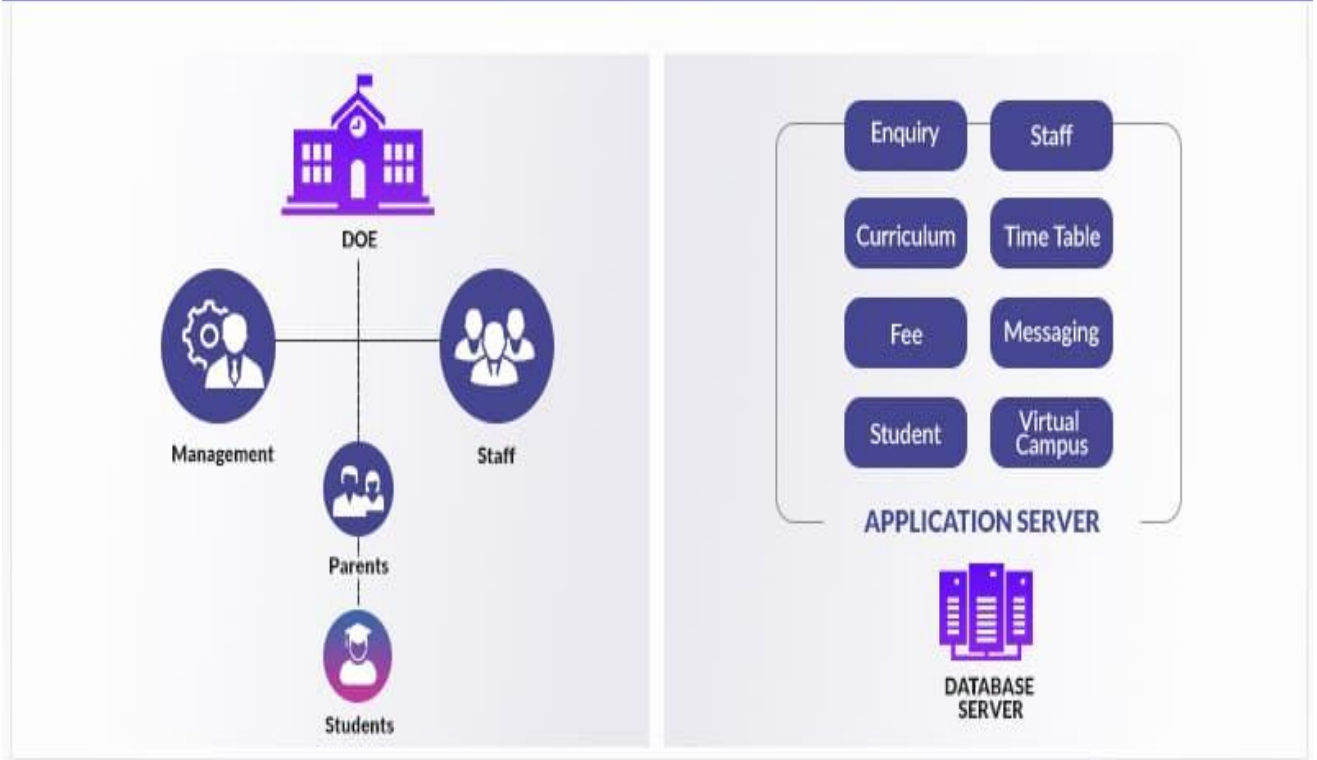 DOE
Management
Staff
Parents
Students
Enquiry
Staff
Curriculum
Time Table
Fee
Messaging
Student
Virtual
Campus
APPLICATION SERVER
DATABASE
SERVER